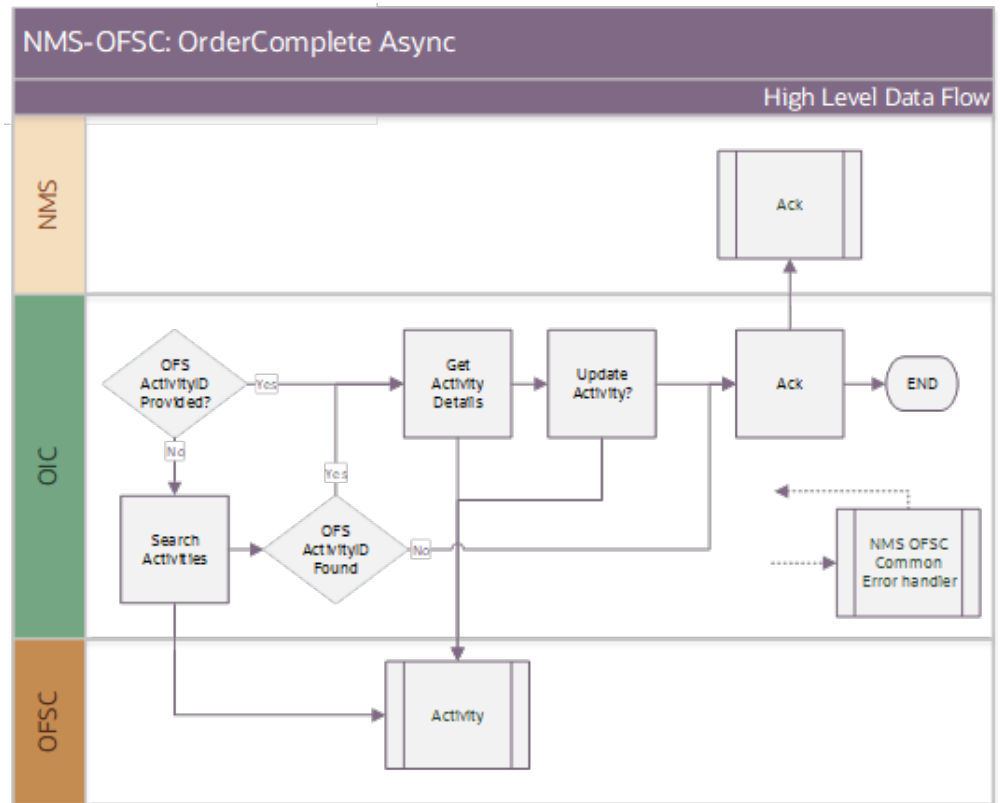 NMS-OFSC: OrderComplete Async
High Level Data Flow
NMS
Ack
OIC
OFS
ActivityID
Provided?
Yes
Get
Activity
Details
Update
Activity?
Ack
END
No
Yes
Search
Activities
OFS
ActivityID
Found
No
NMS OFSC
Common
Error handler
OFSC
Activity